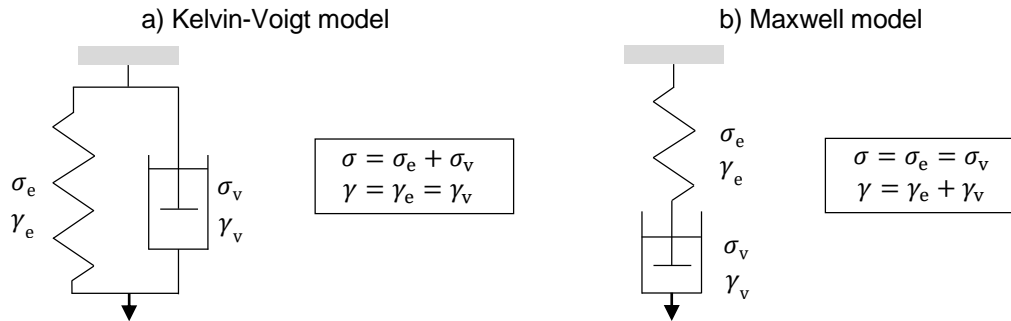 a) Kelvin-Voigt model
σₑ
γₑ
σᵥ
γᵥ
σ = σₑ + σᵥ
γ = γₑ = γᵥ
b) Maxwell model
σₑ
γₑ
σᵥ
γᵥ
σ = σₑ = σᵥ
γ = γₑ + γᵥ